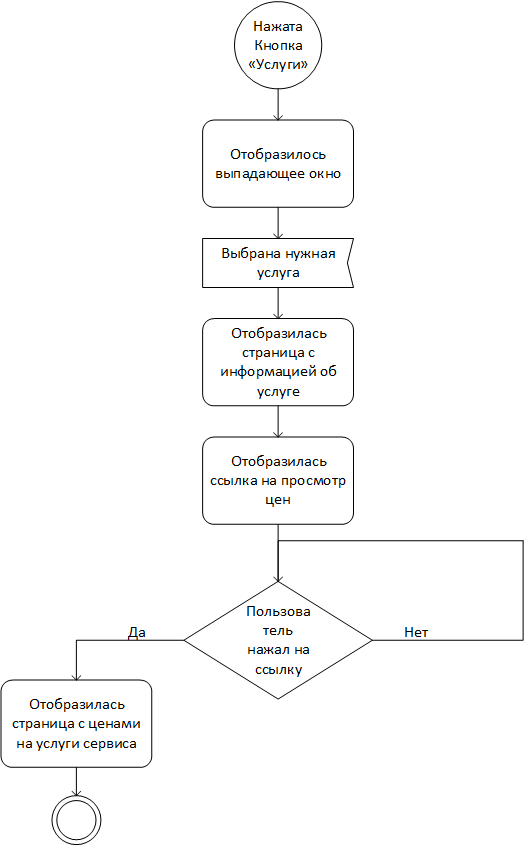 Нажата
Кнопка
«Услуги»
Отобразилось
выпадающее окно
Выбрана нужная
услуга
Отобразилась
страница с
информацией об
услуге
Отобразилась
ссылка на просмотр
цен
Пользова
тель
нажал на
ссылку
Да
Нет
Отобразилась
страница с ценами
на услуги сервиса